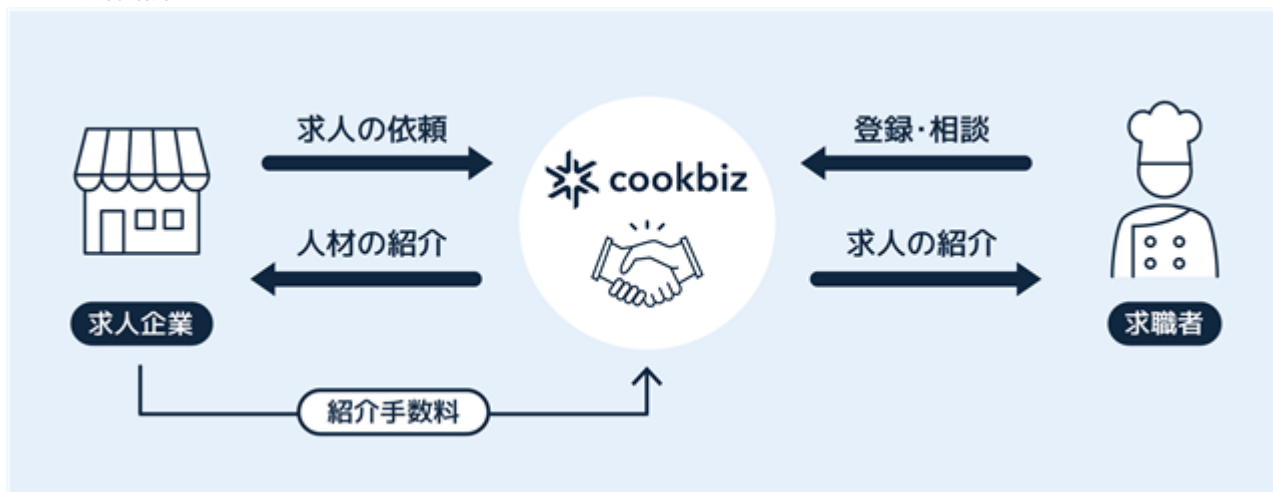 求人の依頼
登録・相談
cookbiz
人材の紹介
求人の紹介
求人企業
求職者
紹介手数料